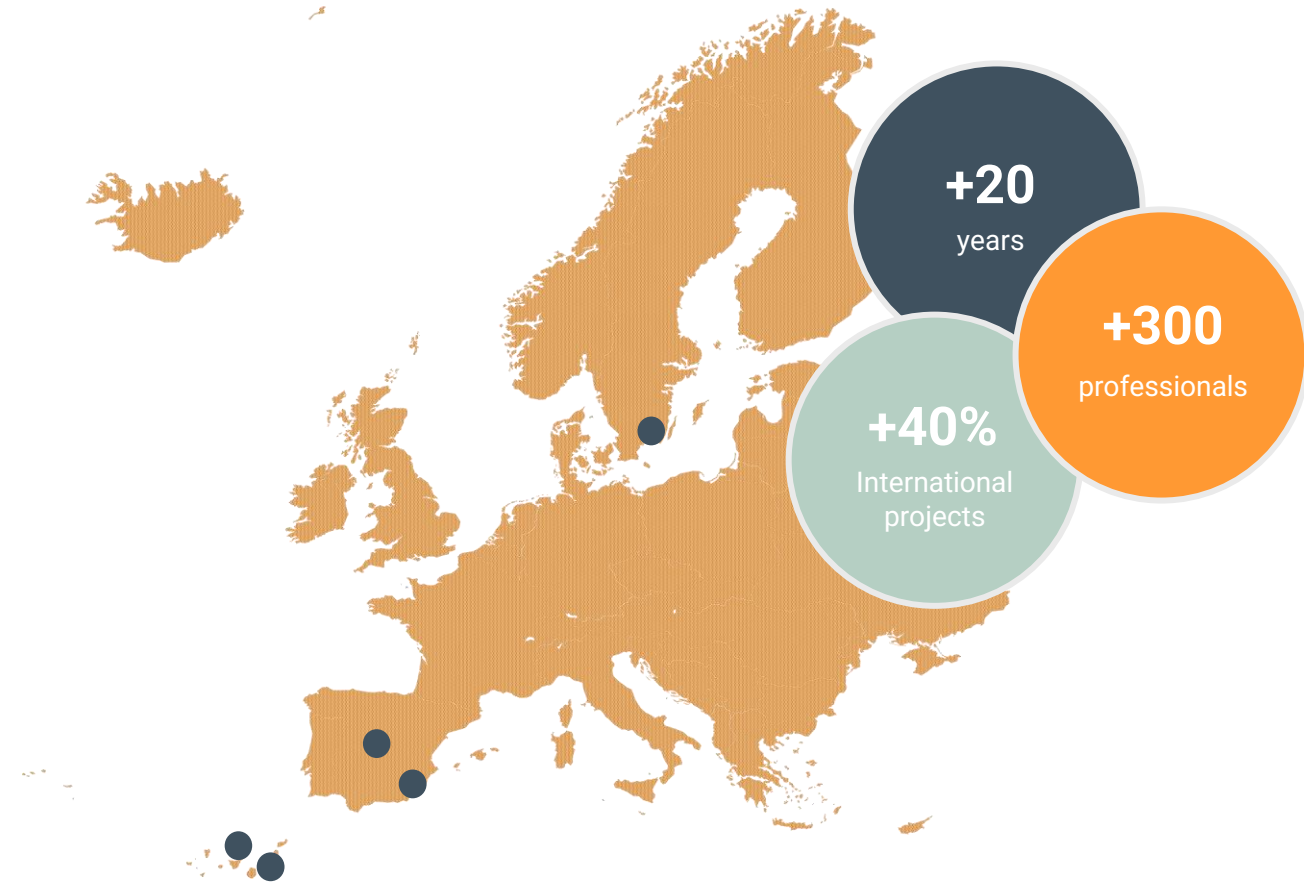 +20
years
+300
professionals
+40%
International
projects